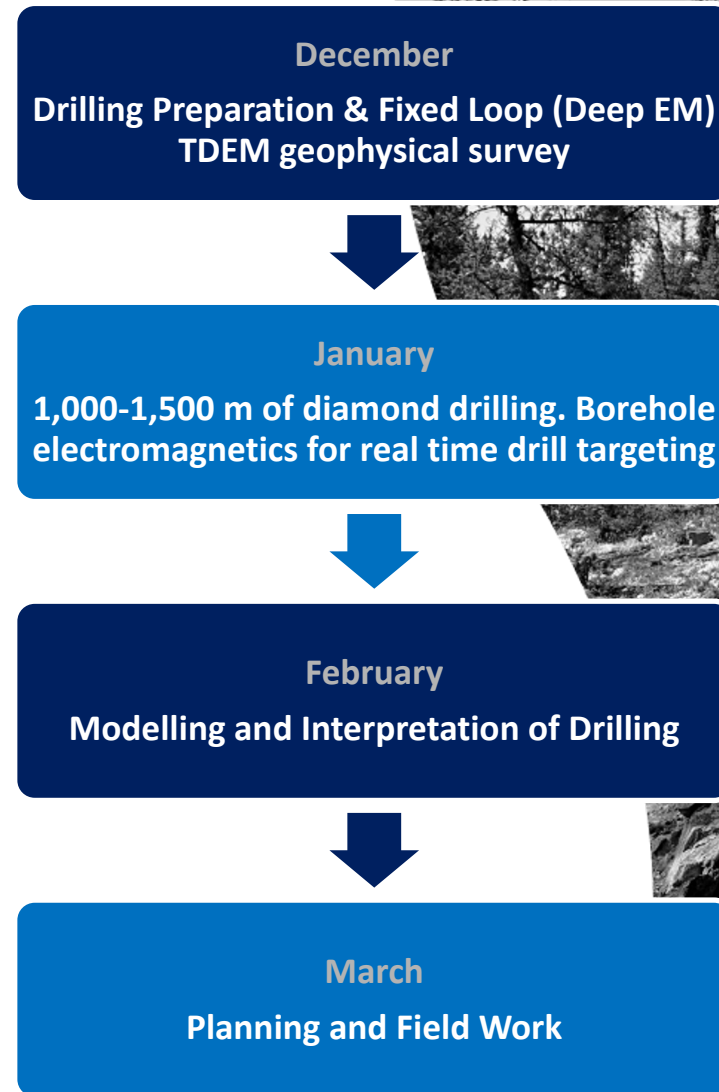 December
Drilling Preparation & Fixed Loop (Deep EM)
TDEM geophysical survey
January
1,000-1,500 m of diamond drilling. Borehole
electromagnetics for real time drill targeting
February
Modelling and Interpretation of Drilling
March
Planning and Field Work